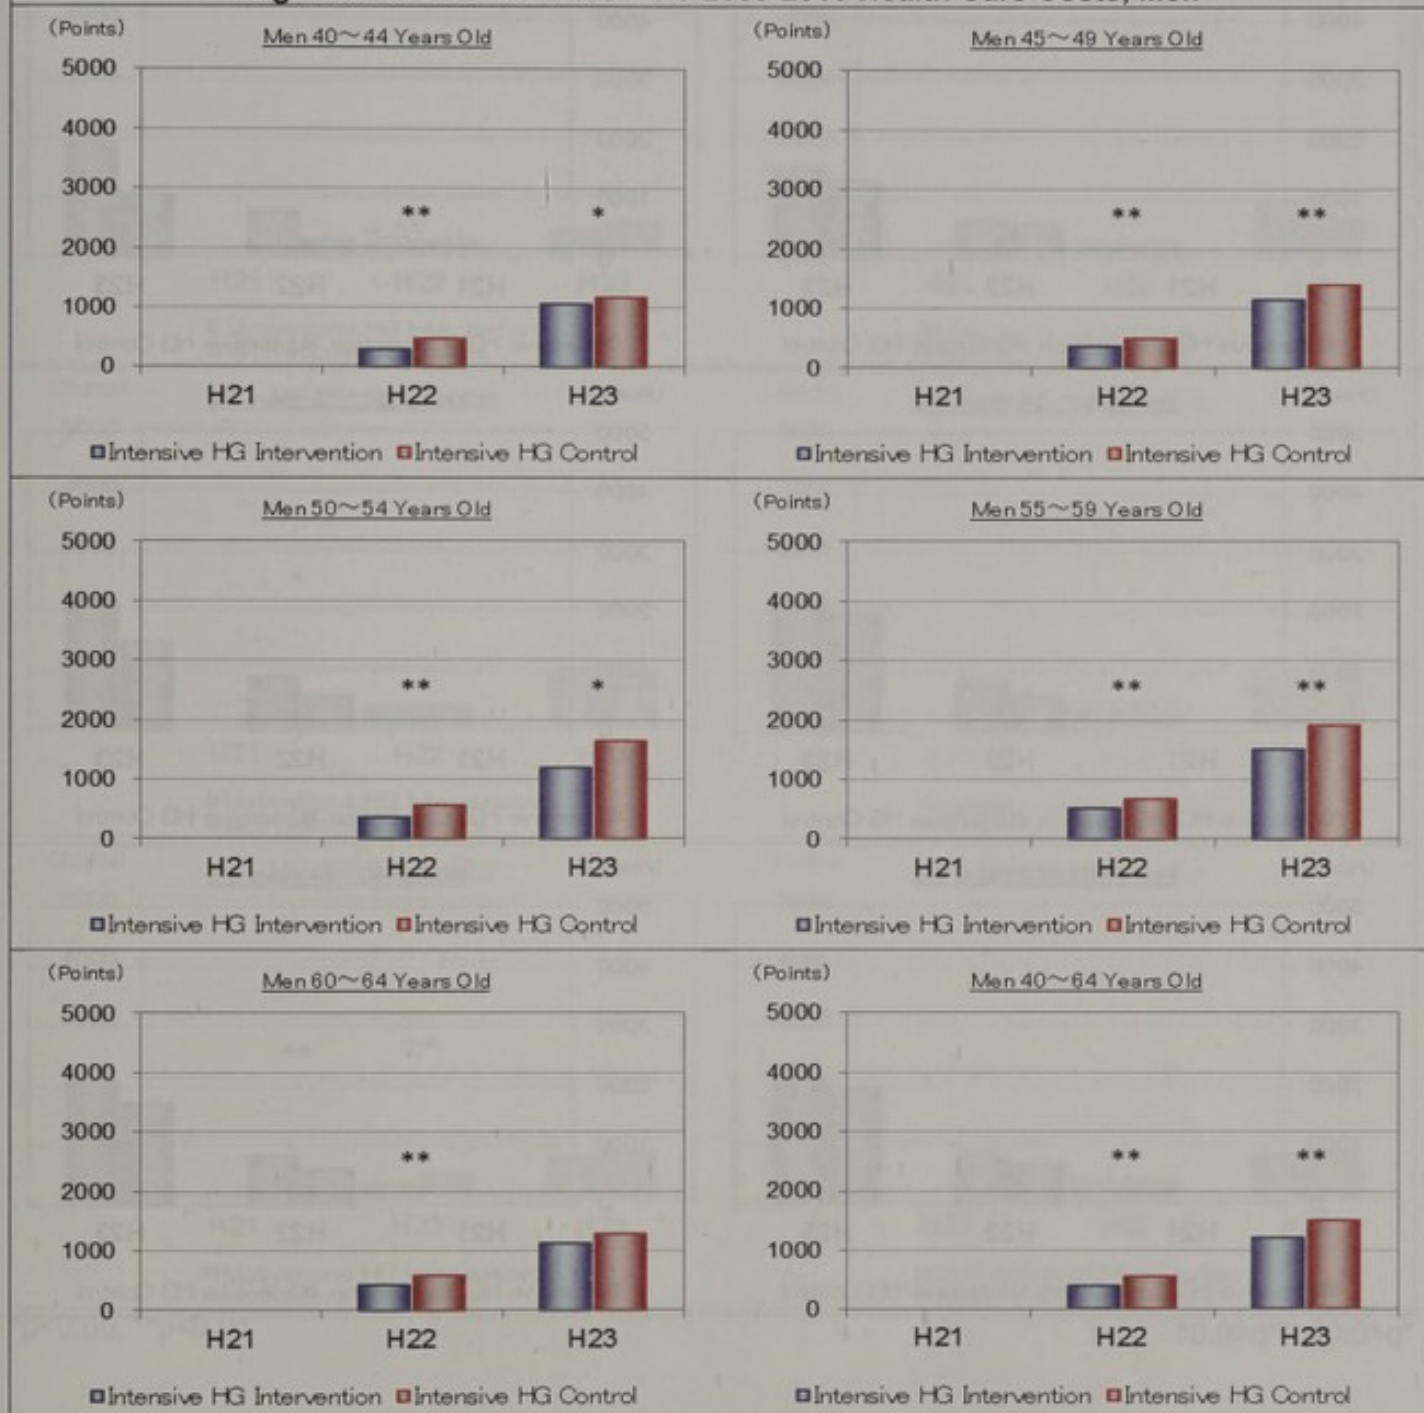 2010 Health Care Costs, Men
(Points)
Men 40～44 Years Old
5000
4000
3000
2000
1000
0
** *
H21 H22 H23
Intensive HG Intervention Intensive HG Control
(Points)
Men 45～49 Years Old
5000
4000
3000
2000
1000
0
** **
H21 H22 H23
Intensive HG Intervention Intensive HG Control
(Points)
Men 50～54 Years Old
5000
4000
3000
2000
1000
0
** *
H21 H22 H23
Intensive HG Intervention Intensive HG Control
(Points)
Men 55～59 Years Old
5000
4000
3000
2000
1000
0
** **
H21 H22 H23
Intensive HG Intervention Intensive HG Control
(Points)
Men 60～64 Years Old
5000
4000
3000
2000
1000
0
**
H21 H22 H23
Intensive HG Intervention Intensive HG Control
(Points)
Men 40～64 Years Old
5000
4000
3000
2000
1000
0
** **
H21 H22 H23
Intensive HG Intervention Intensive HG Control